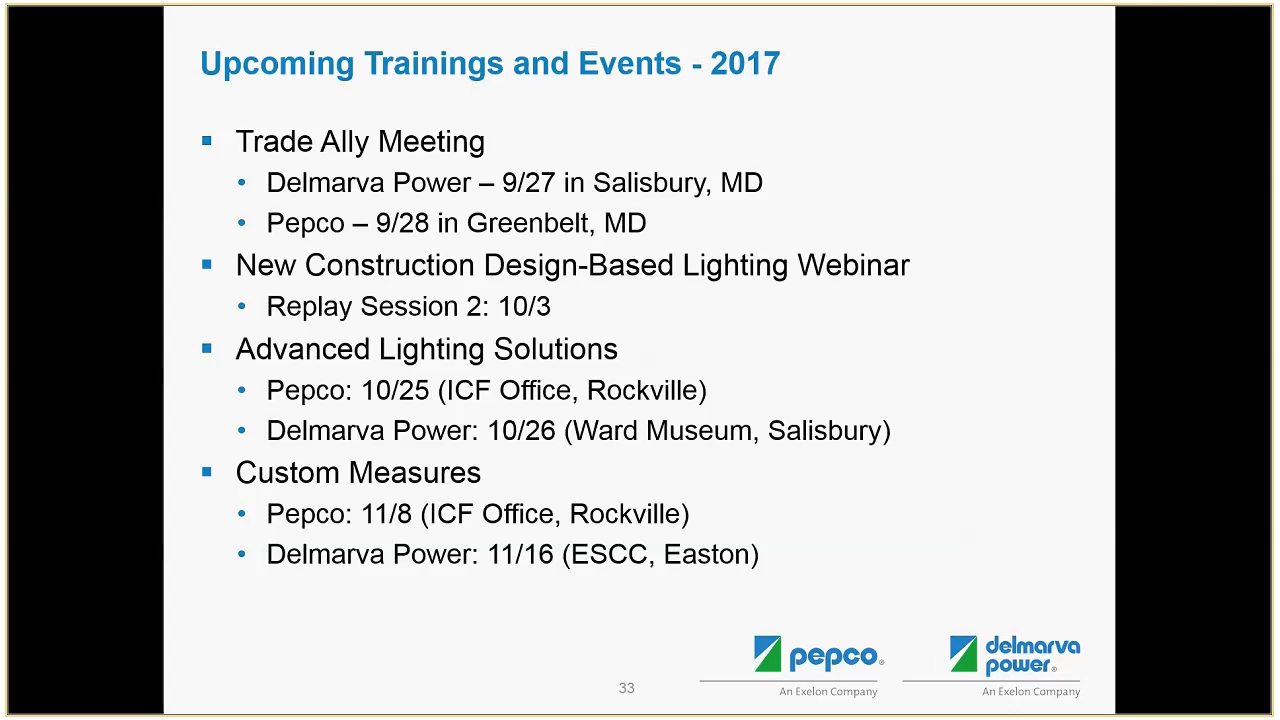 Upcoming Trainings and Events - 2017
▪ Trade Ally Meeting
• Delmarva Power – 9/27 in Salisbury, MD
• Pepco – 9/28 in Greenbelt, MD
▪ New Construction Design-Based Lighting Webinar
• Replay Session 2: 10/3
▪ Advanced Lighting Solutions
• Pepco: 10/25 (ICF Office, Rockville)
• Delmarva Power: 10/26 (Ward Museum, Salisbury)
▪ Custom Measures
• Pepco: 11/8 (ICF Office, Rockville)
• Delmarva Power: 11/16 (ESCC, Easton)
pepco®
An Exelon Company
delmarva
power®
An Exelon Company
33